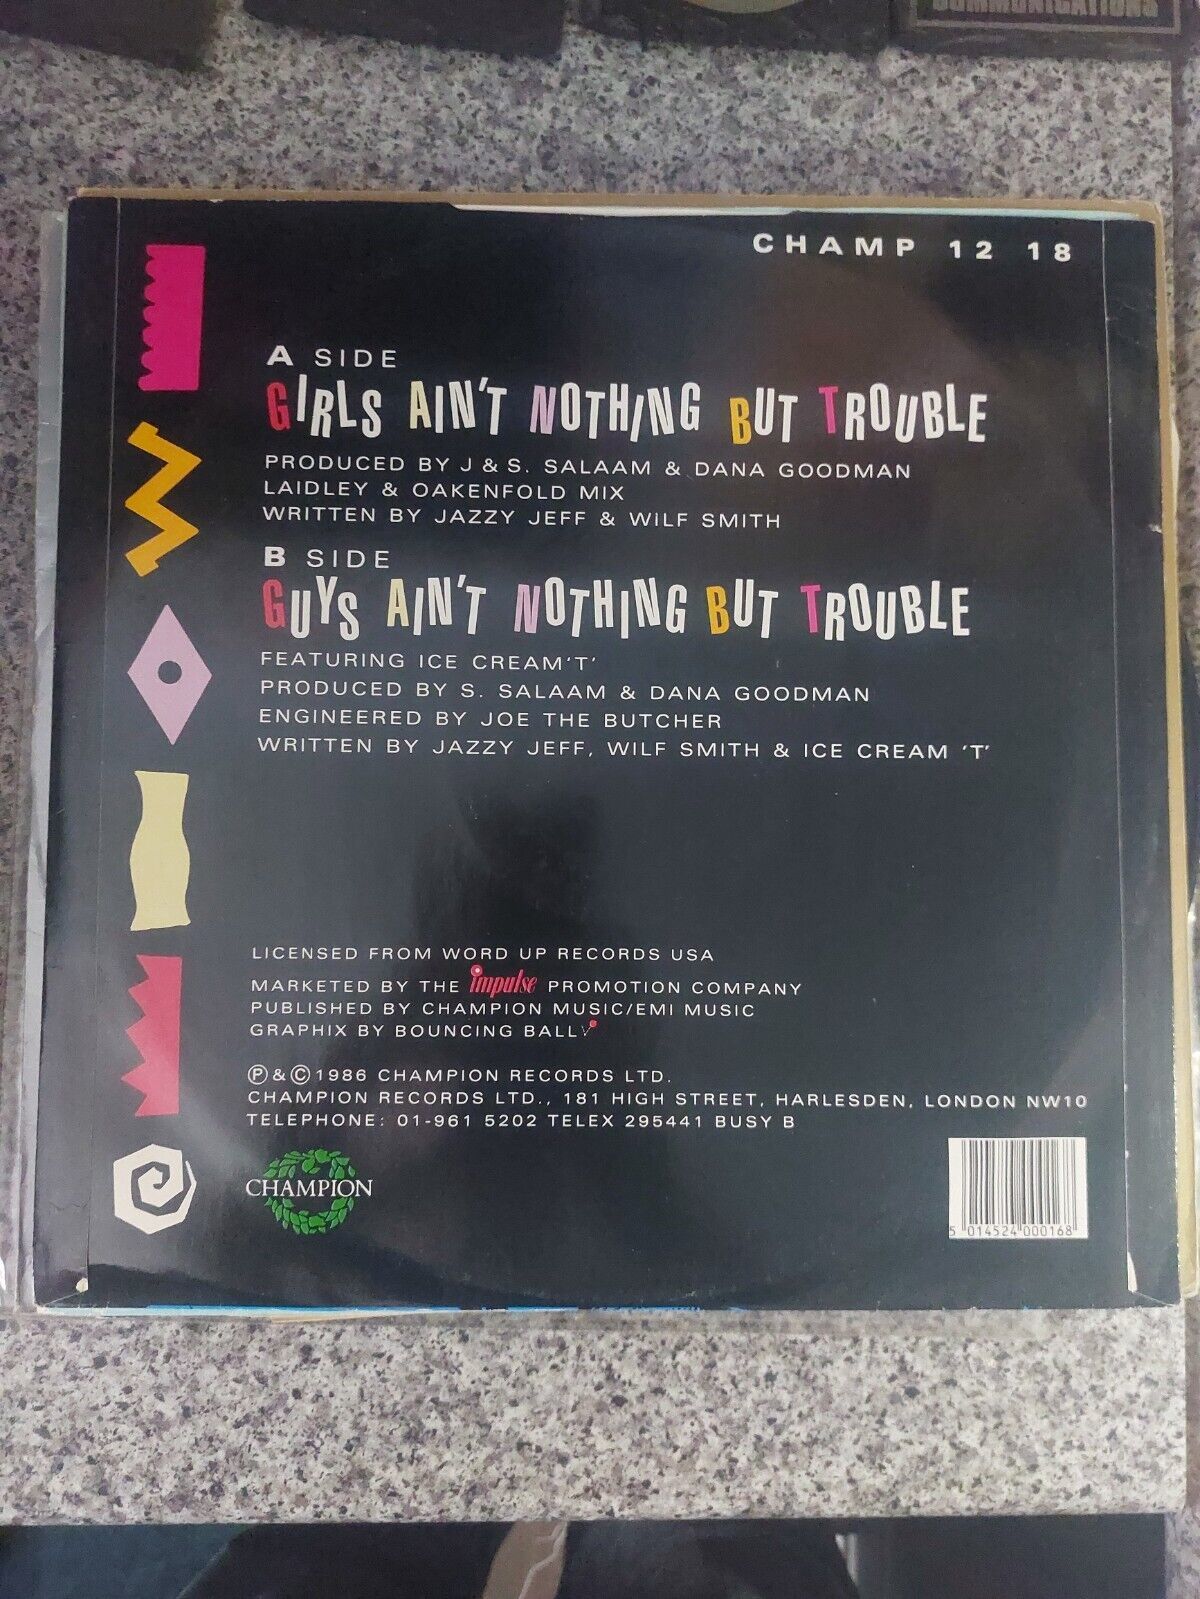 COMMUNICATIONS
CHAMP 12 18
A SIDE
GIRLS AIN'T NOTHING BUT TROUBLE
PRODUCED BY J & S. SALAAM & DANA GOODMAN
LAIDLEY & OAKENFOLD MIX
WRITTEN BY JAZZY JEFF & WILF SMITH
B SIDE
GUYS AIN'T NOTHING BUT TROUBLE
FEATURING ICE CREAM 'T'
PRODUCED BY S. SALAAM & DANA GOODMAN
ENGINEERED BY JOE THE BUTCHER
WRITTEN BY JAZZY JEFF, WILF SMITH & ICE CREAM 'T'
LICENSED FROM WORD UP RECORDS USA
MARKETED BY THE impulse PROMOTION COMPANY
PUBLISHED BY CHAMPION MUSIC/EMI MUSIC
GRAPHIX BY BOUNCING BALL
Ⓟ & © 1986 CHAMPION RECORDS LTD.
CHAMPION RECORDS LTD., 181 HIGH STREET, HARLESDEN, LONDON NW10
TELEPHONE: 01-961 5202 TELEX 295441 BUSY B
CHAMPION
5 014524 000168